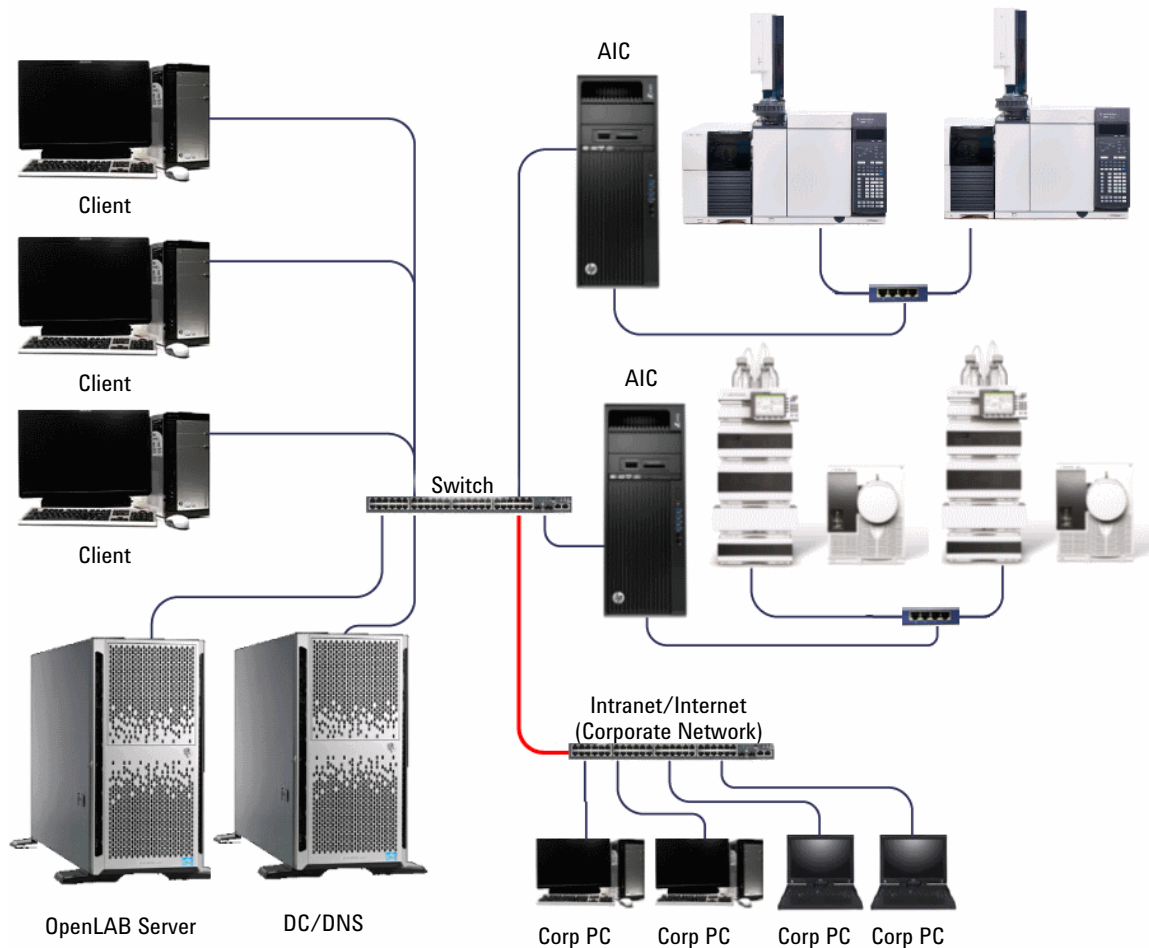 AIC
Client
Client
AIC
Switch
Client
Intranet/Internet
(Corporate Network)
OpenLAB Server
DC/DNS
Corp PC
Corp PC
Corp PC
Corp PC